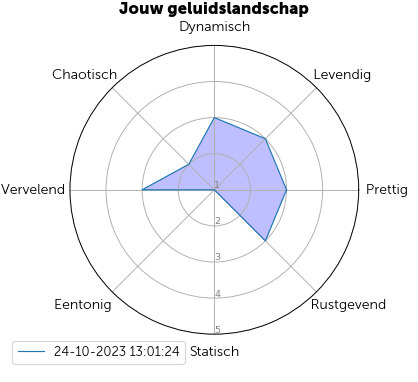 Jouw geluidslandschap
Dynamisch
Chaotisch
Levendig
Vervelend
1
Prettig
2
3
4
Eentonig
Rustgevend
5
24-10-2023 13:01:24
Statisch